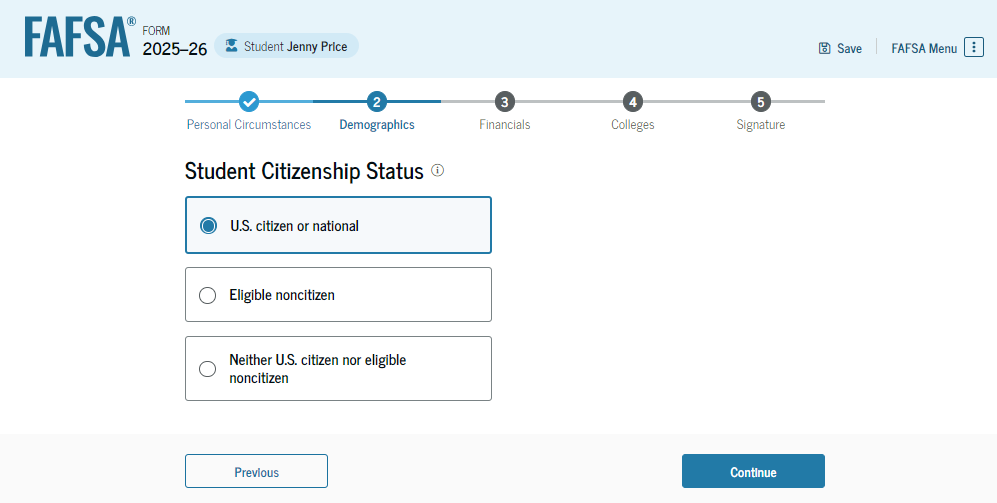 FAFSA®
FORM
2025–26
Student Jenny Price
Save
FAFSA Menu
2
3
4
5
Personal Circumstances
Demographics
Financials
Colleges
Signature
Student Citizenship Status
U.S. citizen or national
Eligible noncitizen
Neither U.S. citizen nor eligible
noncitizen
Previous
Continue